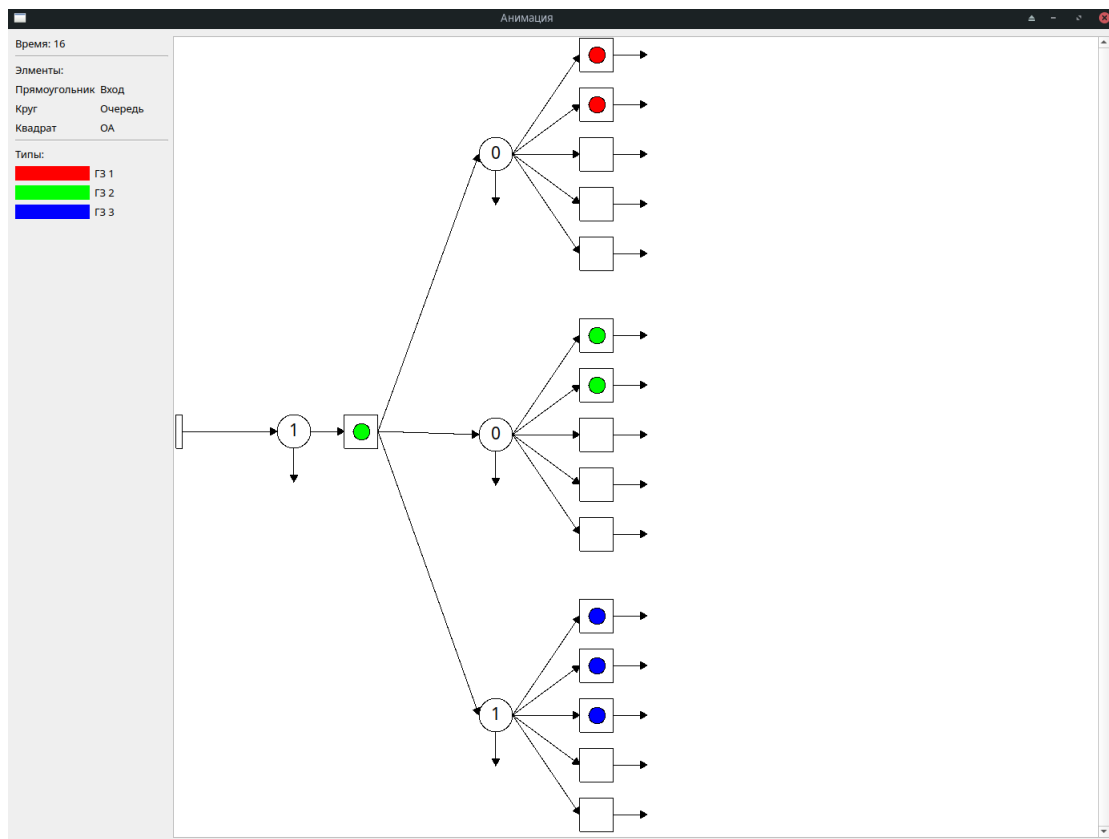 Анимация
Время: 16
Элменты:
Прямоугольник Вход
Круг Очередь
Квадрат ОА
Типы:
ГЗ 1
ГЗ 2
ГЗ 3
0
1
0
1